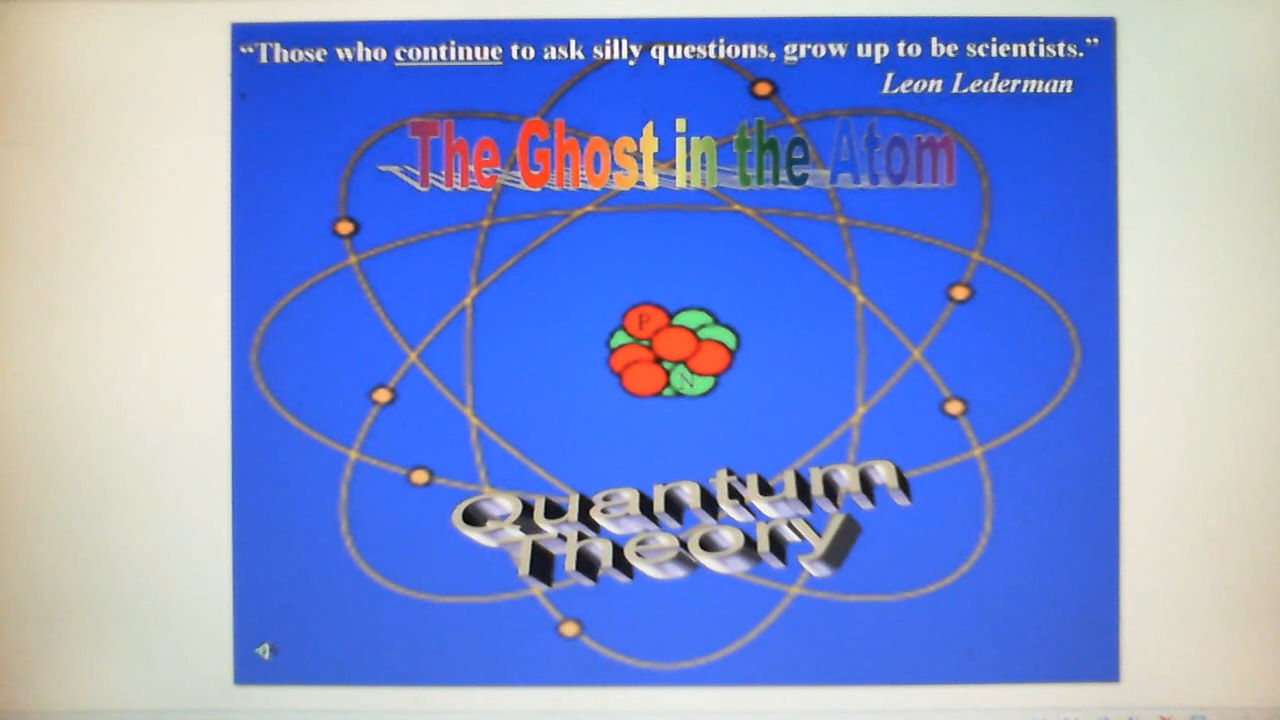 “Those who continue to ask silly questions, grow up to be scientists.”
Leon Lederman
The Ghost in the Atom
P
N
Quantum
Theory